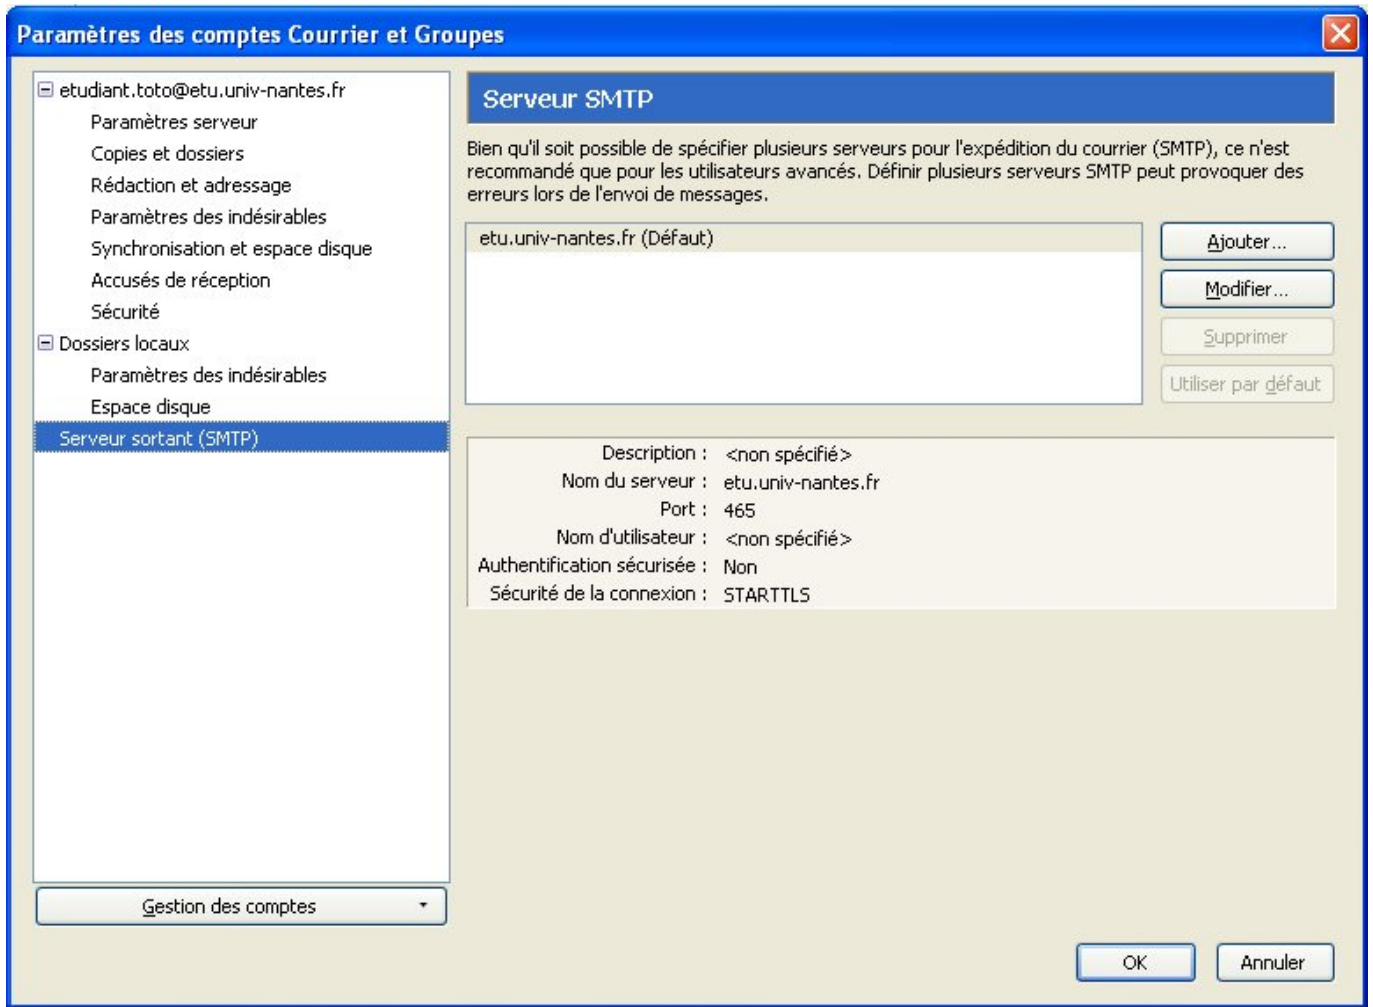 Paramètres des comptes Courrier et Groupes
etudiant.toto@etu.univ-nantes.fr
Paramètres serveur
Copies et dossiers
Rédaction et adressage
Paramètres des indésirables
Synchronisation et espace disque
Accusés de réception
Sécurité
Dossiers locaux
Paramètres des indésirables
Espace disque
Serveur sortant (SMTP)
Gestion des comptes
Serveur SMTP
Bien qu'il soit possible de spécifier plusieurs serveurs pour l'expédition du courrier (SMTP), ce n'est
recommandé que pour les utilisateurs avancés. Définir plusieurs serveurs SMTP peut provoquer des
erreurs lors de l'envoi de messages.
etu.univ-nantes.fr (Défaut)
Ajouter...
Modifier...
Supprimer
Utiliser par défaut
Description : <non spécifié>
Nom du serveur : etu.univ-nantes.fr
Port : 465
Nom d'utilisateur : <non spécifié>
Authentification sécurisée : Non
Sécurité de la connexion : STARTTLS
OK
Annuler